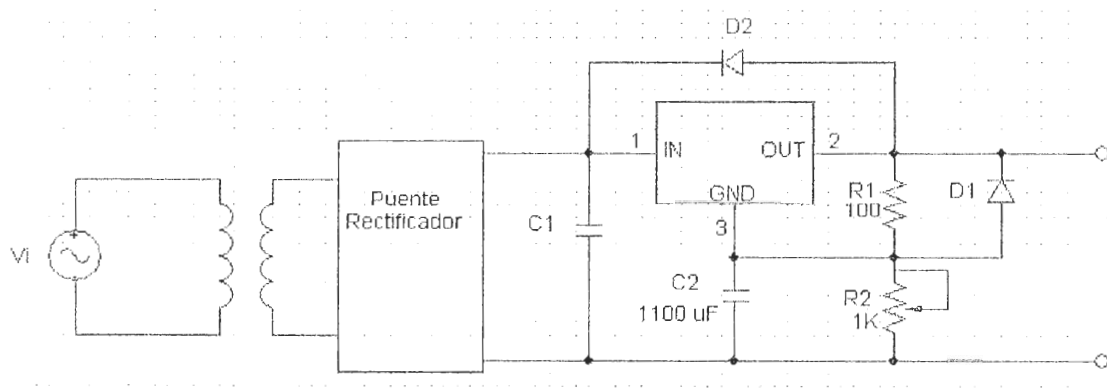 D2
1
IN
OUT
2
GND
3
Puente
Rectificador
Vi
C1
R1
100
D1
C2
1100 uF
R2
1K